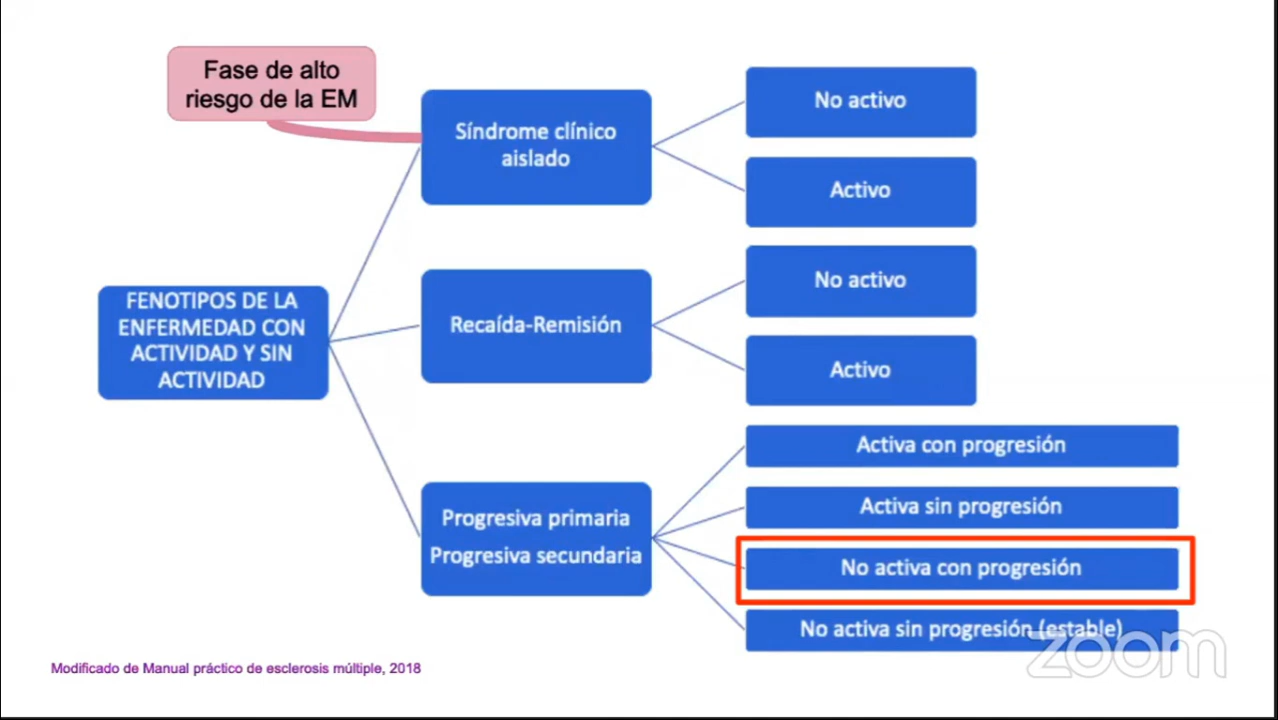 Fase de alto
riesgo de la EM
Síndrome clínico
aislado
No activo
Activo
FENOTIPOS DE LA
ENFERMEDAD CON
ACTIVIDAD Y SIN
ACTIVIDAD
Recaída-Remisión
No activo
Activo
Progresiva primaria
Progresiva secundaria
Activa con progresión
Activa sin progresión
No activa con progresión
No activa sin progresión (estable)
zoom
Modificado de Manual práctico de esclerosis múltiple, 2018